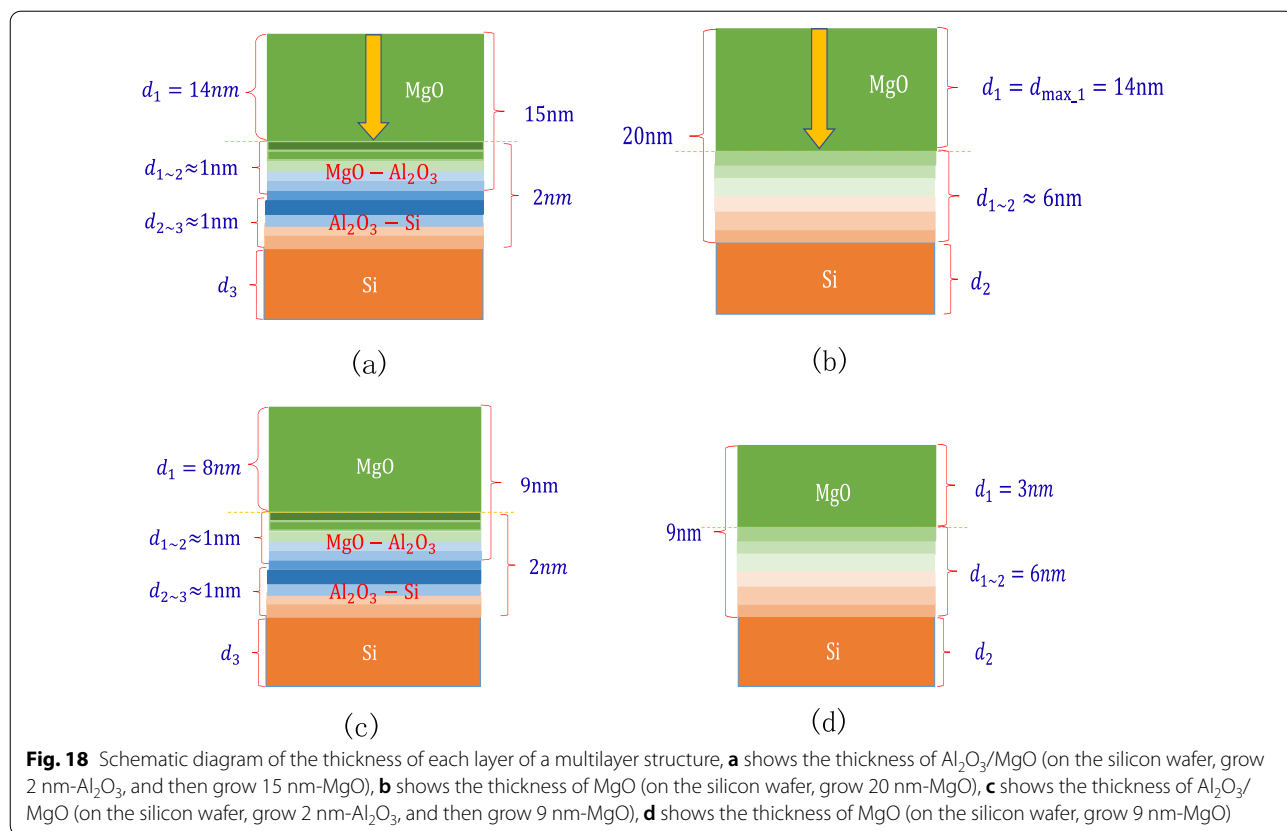 MgO
d₁ = 14nm
15nm
d₁~₂≈1nm
MgO − Al₂O₃
2nm
d₂~₃≈1nm
Al₂O₃ − Si
d₃
Si
(a)
MgO
d₁ = d_max_1 = 14nm
20nm
d₁~₂ ≈ 6nm
Si
d₂
(b)
d₁ = 8nm
MgO
9nm
d₁~₂≈1nm
MgO − Al₂O₃
2nm
d₂~₃≈1nm
Al₂O₃ − Si
d₃
Si
(c)
MgO
d₁ = 3nm
9nm
d₁~₂ = 6nm
Si
d₂
(d)
Fig. 18 Schematic diagram of the thickness of each layer of a multilayer structure, a shows the thickness of Al₂O₃/MgO (on the silicon wafer, grow
2 nm-Al₂O₃, and then grow 15 nm-MgO), b shows the thickness of MgO (on the silicon wafer, grow 20 nm-MgO), c shows the thickness of Al₂O₃/
MgO (on the silicon wafer, grow 2 nm-Al₂O₃, and then grow 9 nm-MgO), d shows the thickness of MgO (on the silicon wafer, grow 9 nm-MgO)